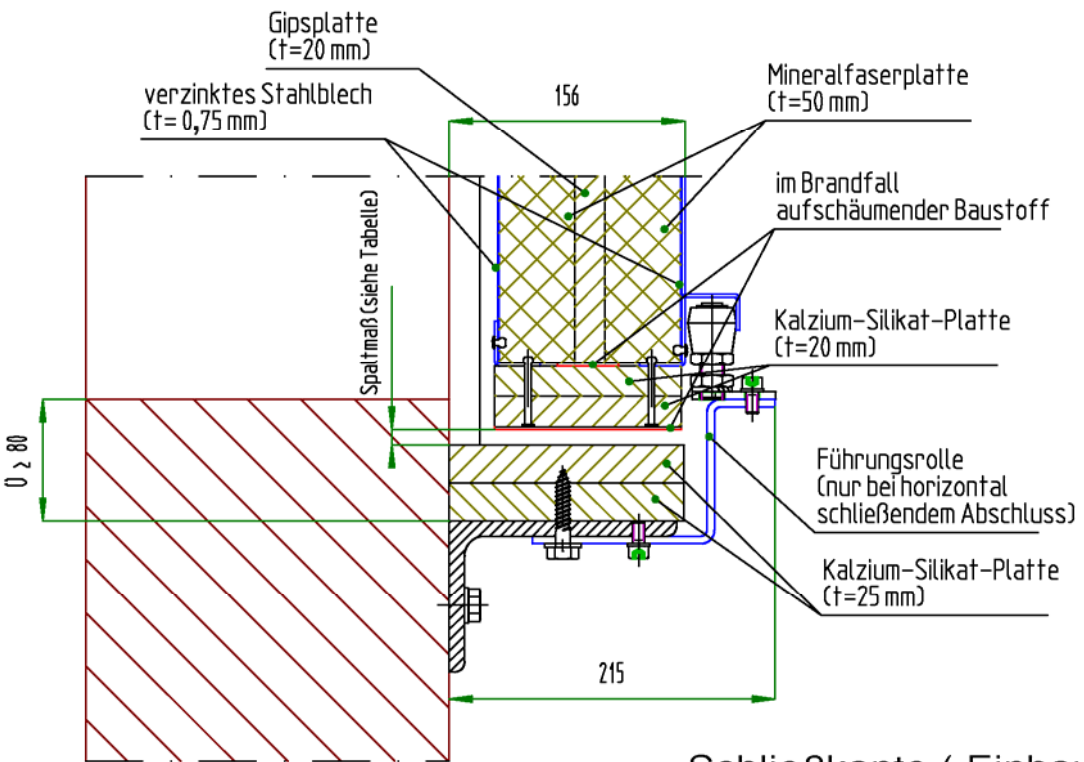 Gipsplatte
(t=20 mm)
verzinktes Stahlblech
(t= 0,75 mm)
156
Mineralfaserplatte
(t=50 mm)
im Brandfall
aufschäumender Baustoff
Spaltmaß (siehe Tabelle)
Kalzium-Silikat-Platte
(t=20 mm)
Ü ≥ 80
Führungsrolle
(nur bei horizontal
schließendem Abschluss)
Kalzium-Silikat-Platte
(t=25 mm)
215